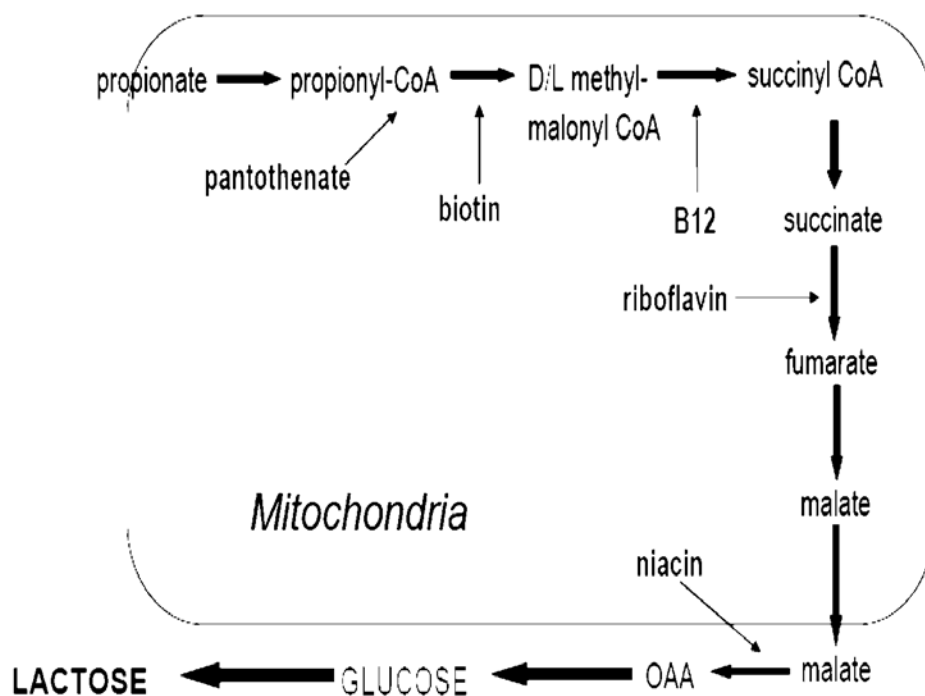 propionate
propionyl-CoA
D/L methyl-
malonyl CoA
succinyl CoA
pantothenate
biotin
B12
succinate
riboflavin
fumarate
Mitochondria
malate
niacin
LACTOSE
GLUCOSE
OAA
malate